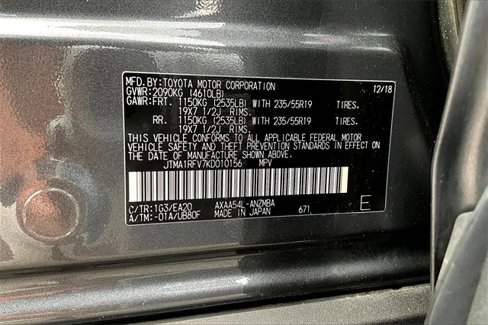 MFD.BY:TOYOTA MOTOR CORPORATION 12/18
GVWR:2090KG (4610LB)
GAWR:FRT. 1150KG (2535LB) WITH 235/55R19 TIRES.
19X7 1/2J RIMS.
RR. 1150KG (2535LB) WITH 235/55R19 TIRES.
19X7 1/2J RIMS.
THIS VEHICLE CONFORMS TO ALL APPLICABLE FEDERAL MOTOR
VEHICLE SAFETY AND THEFT PREVENTION STANDARDS IN EFFECT
ON THE DATE OF MANUFACTURE SHOWN ABOVE.
JTMA1RFV7KD010156 MPV
C/TR:1G3/EA20 AXAA54L-ANZMBA
A/TM:-01A/UB80F MADE IN JAPAN 671 E